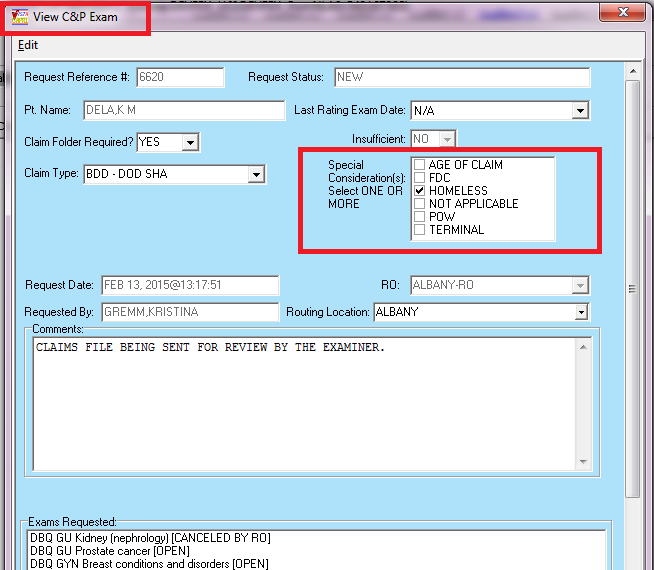 View C&P Exam
Edit
Request Reference #: 6620 Request Status: NEW
Pt. Name: DELA,K M Last Rating Exam Date: N/A
Claim Folder Required? YES Insufficient: NO
Claim Type: BDD - DOD SHA
Special
Consideration(s):
Select ONE OR
MORE
AGE OF CLAIM
FDC
HOMELESS
NOT APPLICABLE
POW
TERMINAL
Request Date: FEB 13, 2015@13:17:51 RO: ALBANY-RO
Requested By: GREMM,KRISTINA Routing Location: ALBANY
Comments:
CLAIMS FILE BEING SENT FOR REVIEW BY THE EXAMINER.
Exams Requested:
DBQ GU Kidney (nephrology) [CANCELED BY RO]
DBQ GU Prostate cancer [OPEN]
DBQ GYN Breast conditions and disorders [OPEN]